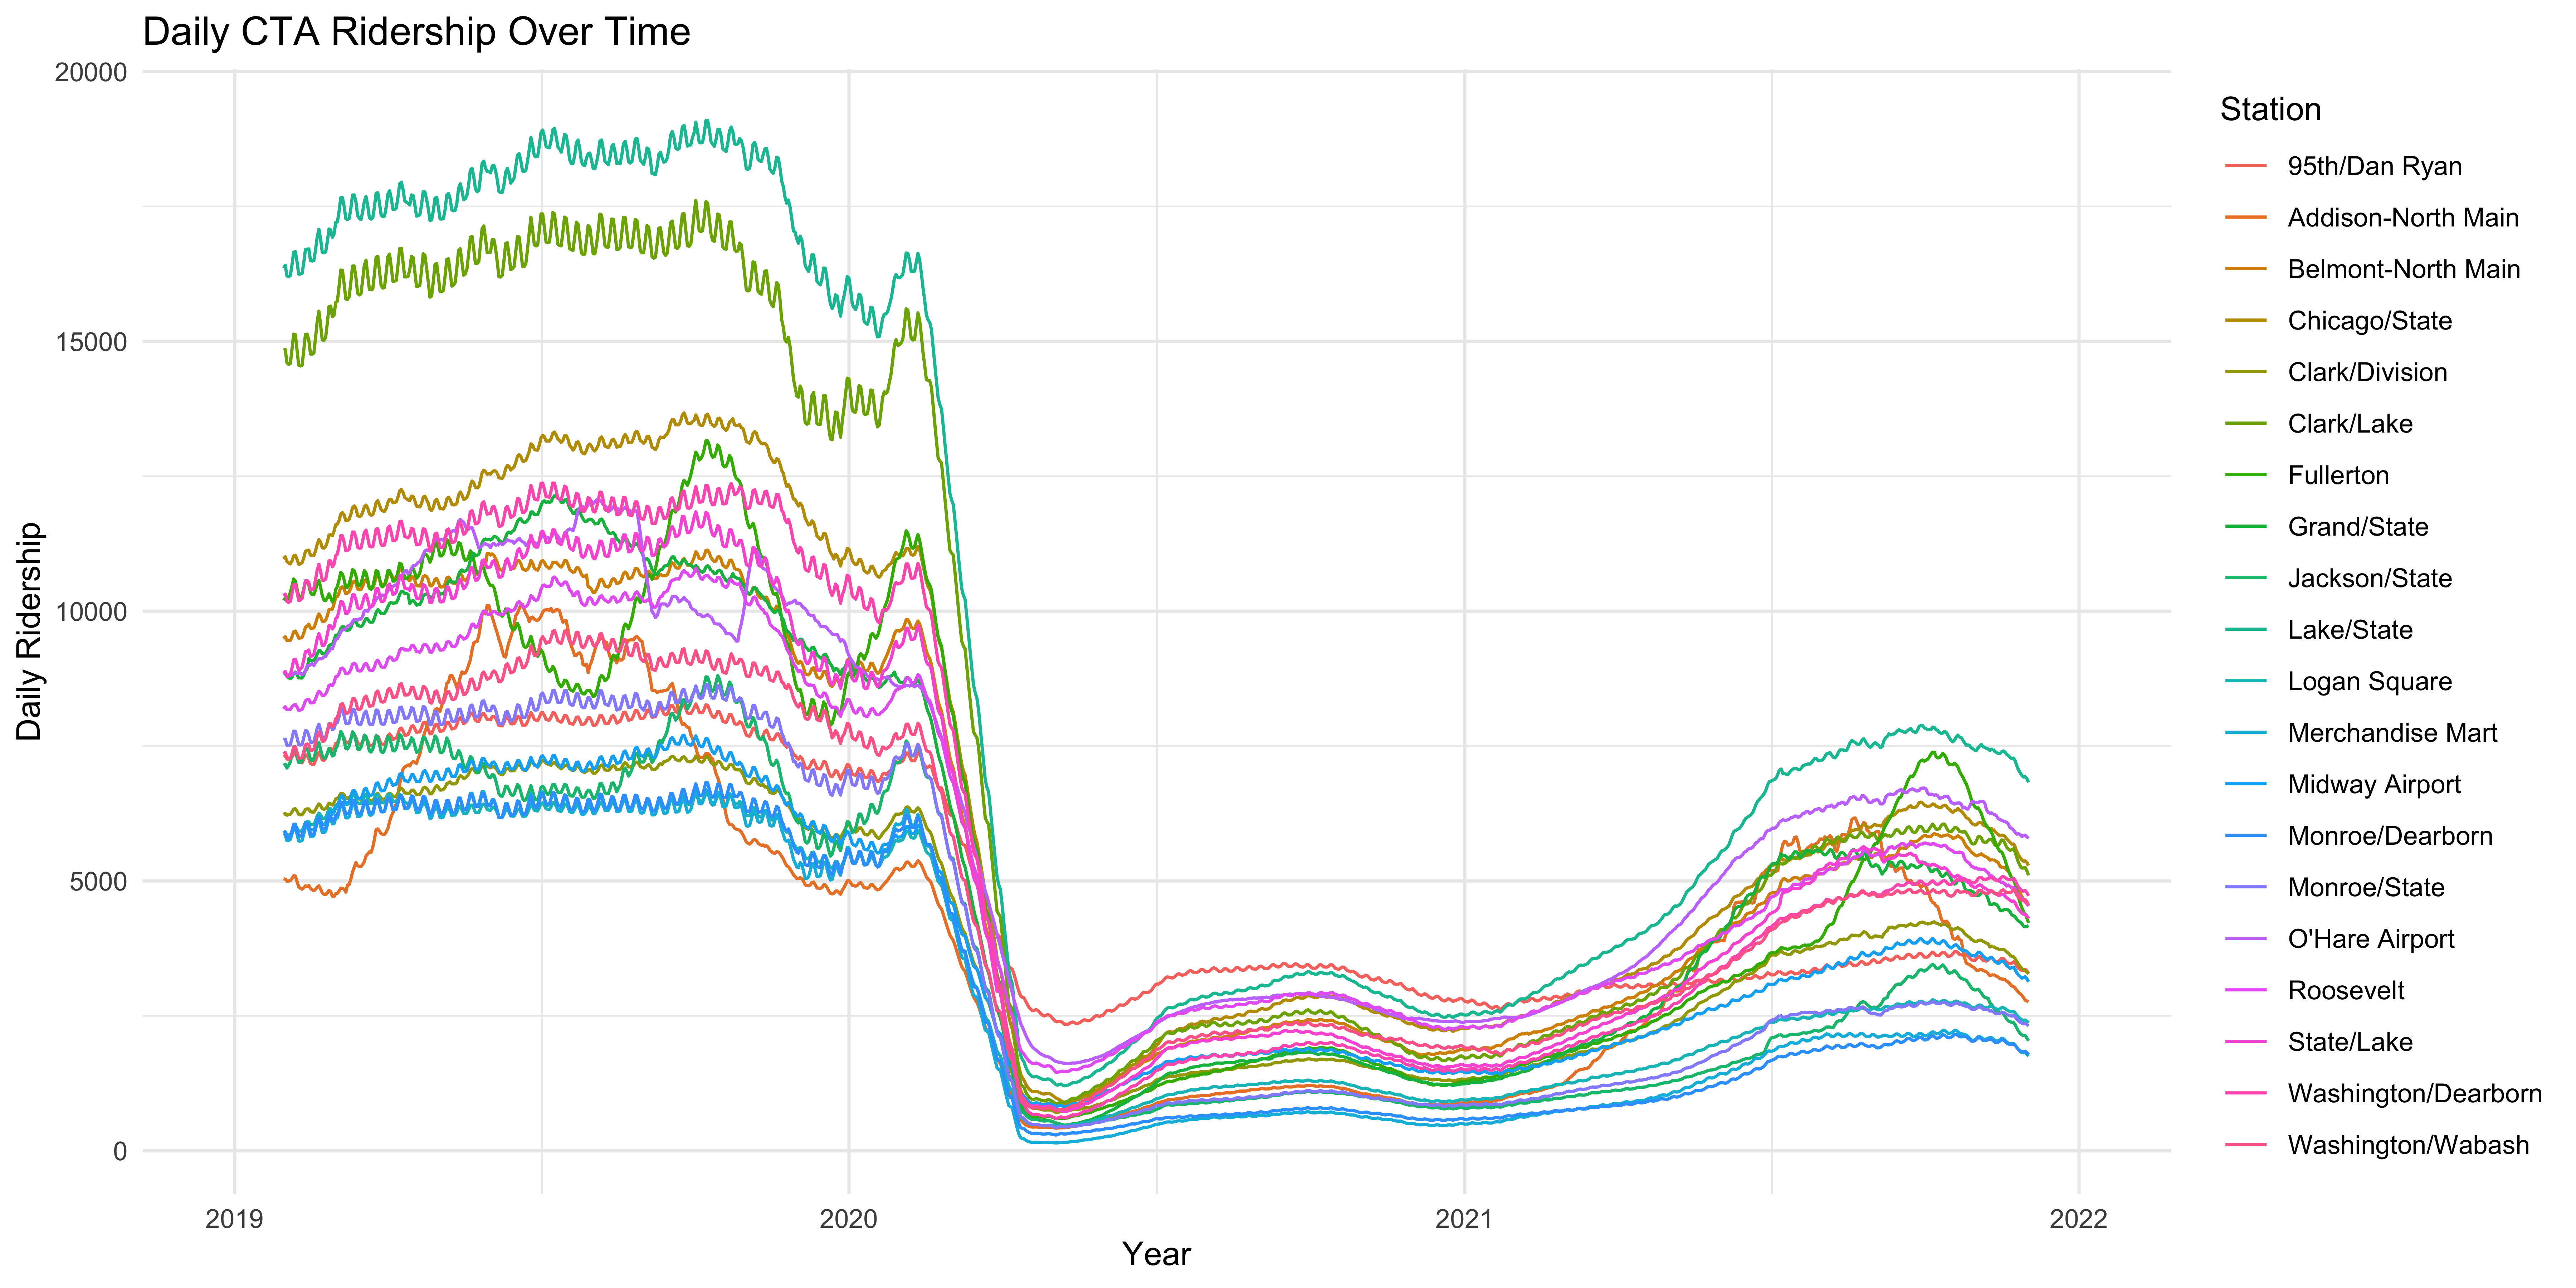 Daily CTA Ridership Over Time
20000
15000
10000
5000
0
Daily Ridership
2019
2020
2021
2022
Year
Station
95th/Dan Ryan
Addison-North Main
Belmont-North Main
Chicago/State
Clark/Division
Clark/Lake
Fullerton
Grand/State
Jackson/State
Lake/State
Logan Square
Merchandise Mart
Midway Airport
Monroe/Dearborn
Monroe/State
O'Hare Airport
Roosevelt
State/Lake
Washington/Dearborn
Washington/Wabash